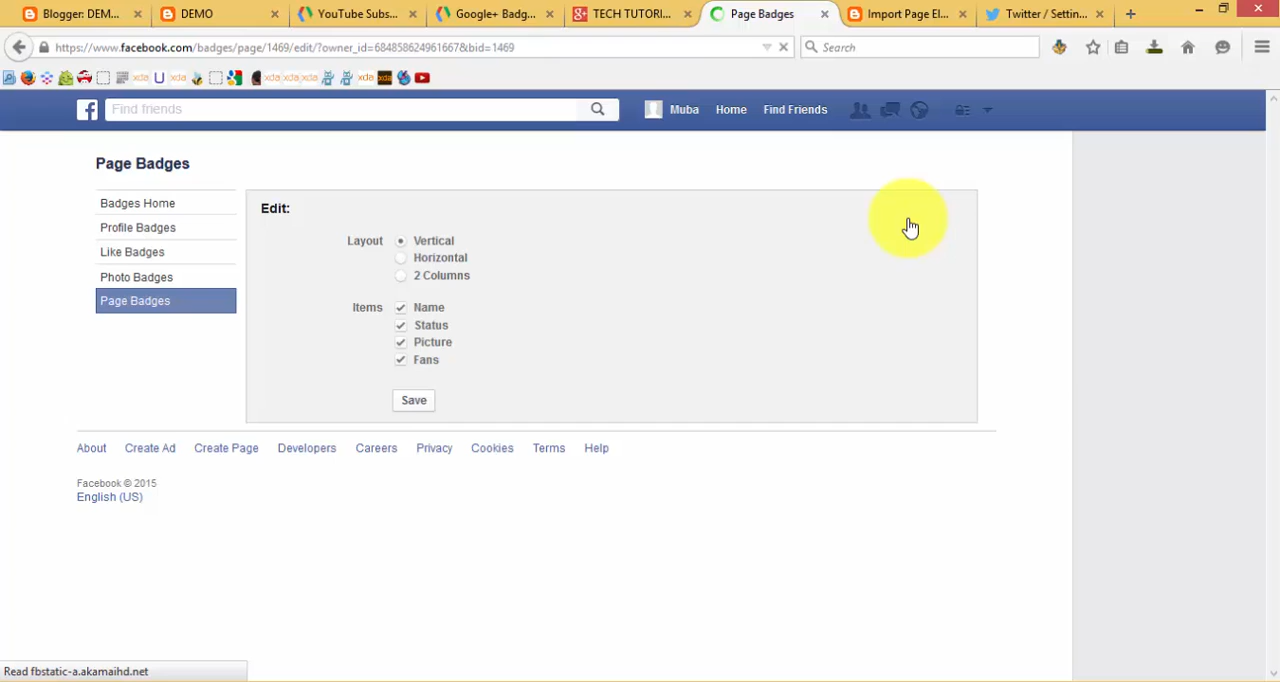 Blogger: DEM... DEMO YouTube Subs... Google+ Badg... TECH TUTORI... Page Badges Import Page El... Twitter / Settin...
https://www.facebook.com/badges/page/1469/edit/?owner_id=684858624961667&bid=1469 Search
Find friends Muba Home Find Friends
Page Badges
Badges Home
Profile Badges
Like Badges
Photo Badges
Page Badges
Edit:
Layout Vertical
Horizontal
2 Columns
Items Name
Status
Picture
Fans
Save
About Create Ad Create Page Developers Careers Privacy Cookies Terms Help
Facebook © 2015
English (US)
Read fbstatic-a.akamaihd.net